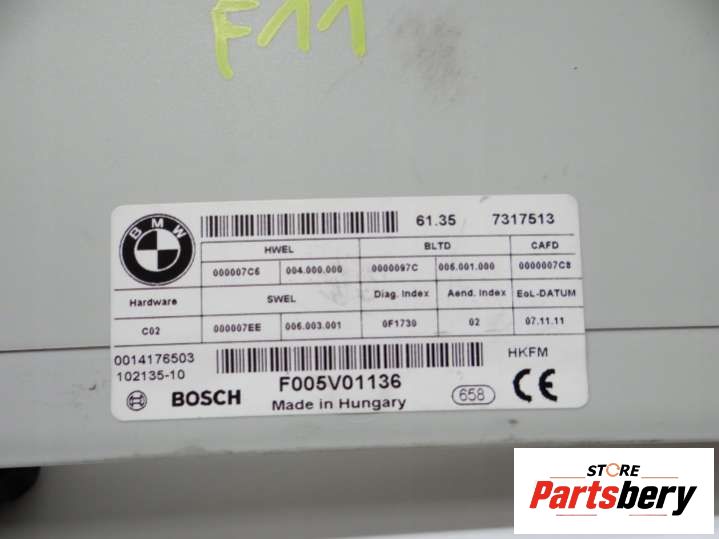 F11
BMW
61.35 7317513
HWEL BLTD CAFD
000007C6 004.000.000 0000097C 005.001.000 0000007C8
Hardware SWEL Diag. Index Aend. Index EoL-DATUM
C02 000007EE 006.003.001 0F1730 02 07.11.11
0014176503 HKFM
102135-10
BOSCH F005V01136 658 CE
Made in Hungary
STORE
Partsbery